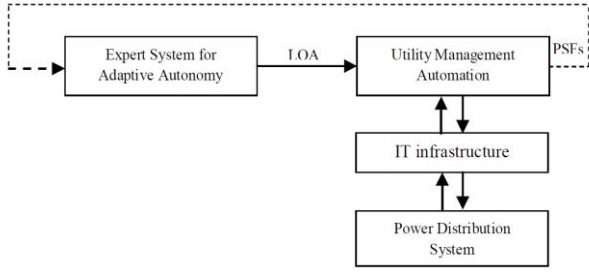 Expert System for
Adaptive Autonomy
LOA
Utility Management
Automation
PSFs
IT infrastructure
Power Distribution
System